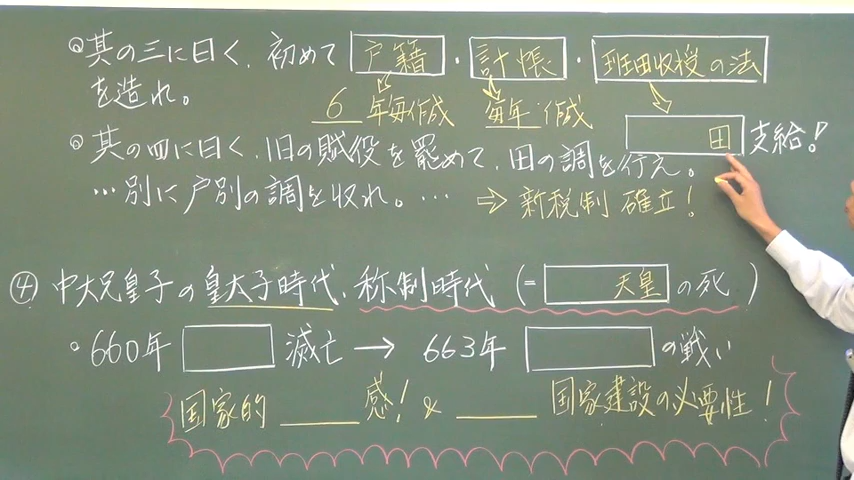 ◎其の三に曰く、初めて 戸籍・計帳・班田収授の法
を造れ。
6年毎作成 毎年作成
田 支給!
◎其の四に曰く、旧の賦役を罷めて、田の調を行え。
…別に戸別の調を収れ。…
⇨ 新税制 確立!
④ 中大兄皇子の皇太子時代、称制時代(= 天皇の死)
○660年 滅亡 → 663年 の戦い
国家的 感! & 国家建設の必要性!